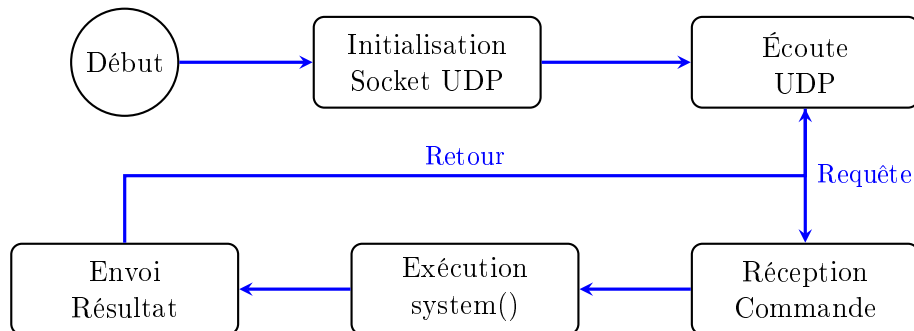 Début
Initialisation
Socket UDP
Écoute
UDP
Retour
Requête
Envoi
Résultat
Exécution
system()
Réception
Commande